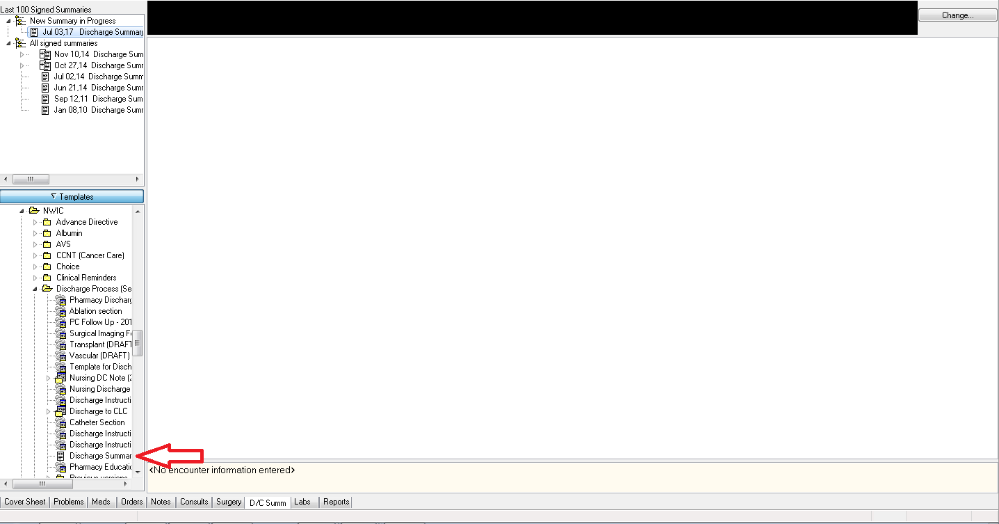 Last 100 Signed Summaries
New Summary in Progress
Jul 03,17 Discharge Summary
All signed summaries
Nov 10,14 Discharge Sum
Oct 27,14 Discharge Sum
Jul 02,14 Discharge Summ
Jun 21,14 Discharge Sum
Sep 12,11 Discharge Sum
Jan 08,10 Discharge Sum
Change...
Templates
NWIC
Advance Directive
Albumin
AVS
CCNT (Cancer Care)
Choice
Clinical Reminders
Discharge Process (Se
Pharmacy Discharg
Ablation section
PC Follow Up - 201
Surgical Imaging F
Transplant (DRAFT
Vascular (DRAFT)
Template for Disch
Nursing DC Note (2
Nursing Discharge
Discharge Instructi
Discharge to CLC
Catheter Section
Discharge Instructi
Discharge Instructi
Discharge Summar
Pharmacy Educatio
Previous versions
<No encounter information entered>
Cover Sheet Problems Meds Orders Notes Consults Surgery D/C Summ Labs Reports